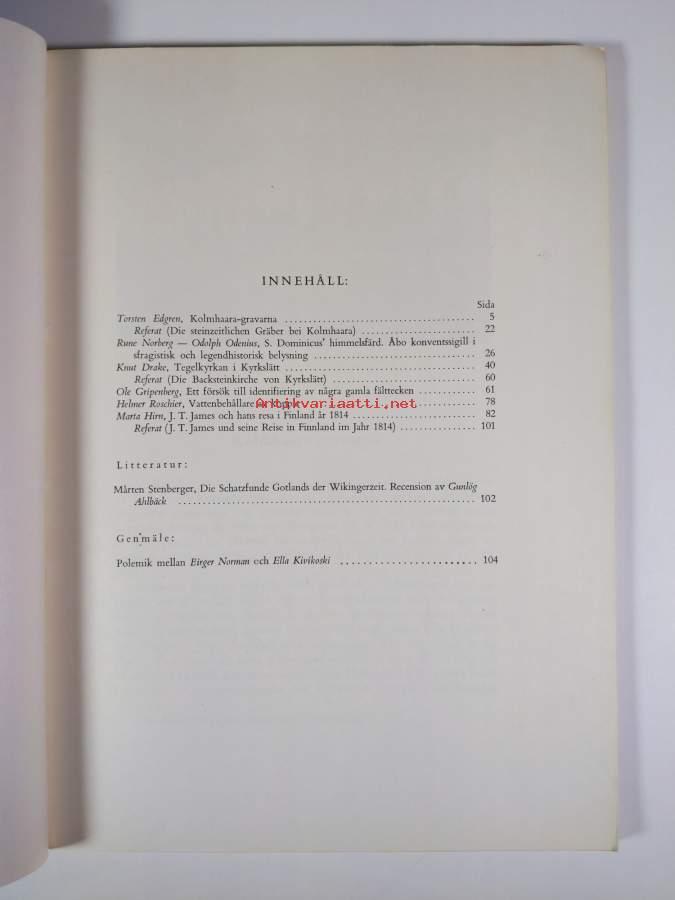 INNEHÅLL:
Sida
Torsten Edgren, Kolmhaara-gravarna 5
Referat (Die steinzeitlichen Gräber bei Kolmhaara) 22
Rune Norberg — Odolph Odenius, S. Dominicus' himmelsfärd. Åbo konventssigill i
sfragistisk och legendhistorisk belysning 26
Knut Drake, Tegelkyrkan i Kyrkslätt 40
Referat (Die Backsteinkirche von Kyrkslätt) 60
Ole Gripenberg, Ett försök till identifiering av några gamla fälttecken 61
Helmer Roschier, Vattenbehållare av koppar 78
Antikvariaatti.net
Marta Hirn, J. T. James och hans resa i Finland år 1814 82
Referat (J. T. James und seine Reise in Finnland im Jahr 1814) 101
Litteratur:
Mårten Stenberger, Die Schatzfunde Gotlands der Wikingerzeit. Recension av Gunlög
Ahlbäck 102
Genmäle:
Polemik mellan Birger Norman och Ella Kivikoski 104